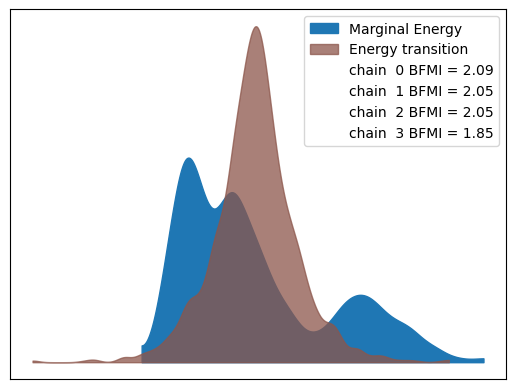 Marginal Energy
Energy transition
chain  0 BFMI = 2.09
chain  1 BFMI = 2.05
chain  2 BFMI = 2.05
chain  3 BFMI = 1.85